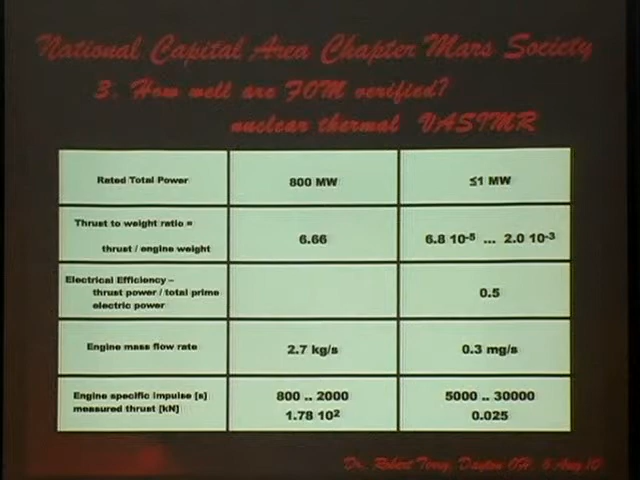 National Capital Area Chapter Mars Society
3. How well are FOM verified?
nuclear thermal VASIMR
Rated Total Power 800 MW ≤1 MW
Thrust to weight ratio =
thrust / engine weight 6.66 6.8 10⁻⁵ ... 2.0 10⁻³
Electrical Efficiency –
thrust power / total prime
electric power 0.5
Engine mass flow rate 2.7 kg/s 0.3 mg/s
Engine specific impulse [s] 800 .. 2000 5000 .. 30000
measured thrust [kN] 1.78 10² 0.025
Dr. Robert Terry, Dayton OH, 6 Aug 10